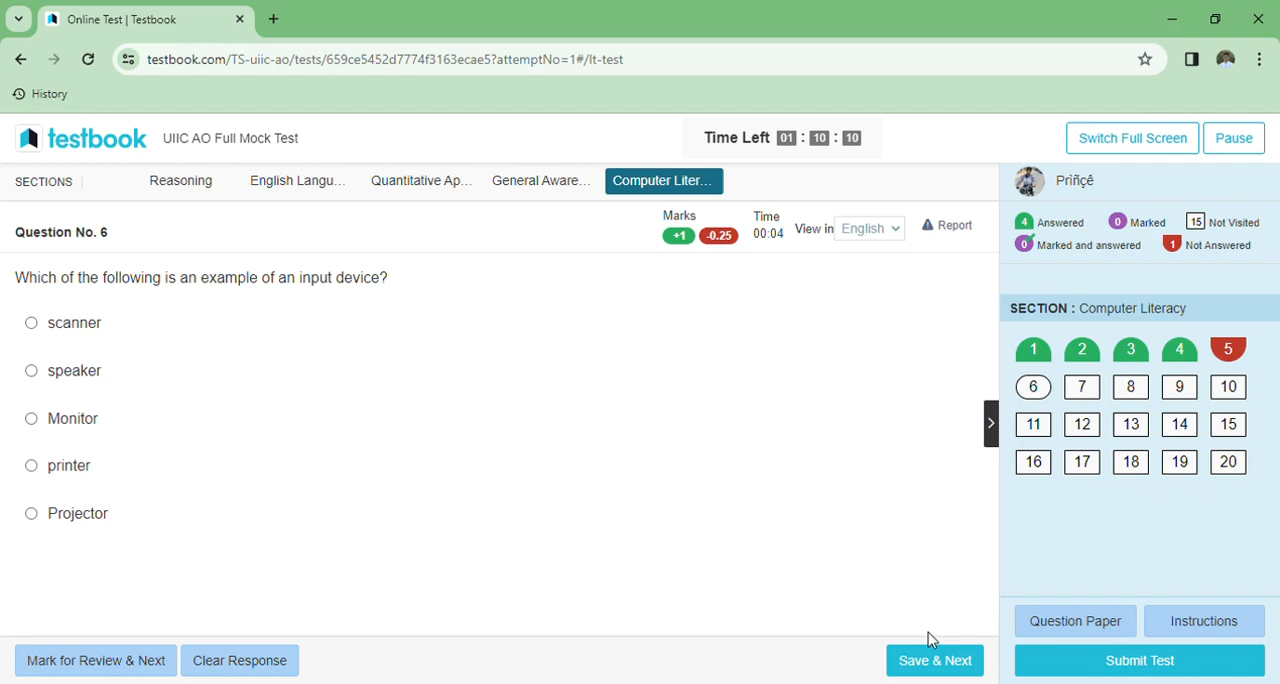 Online Test | Testbook
testbook.com/TS-uiic-ao/tests/659ce5452d7774f3163ecae5?attemptNo=1#/lt-test
History
testbook UIIC AO Full Mock Test Time Left 01 : 10 : 10 Switch Full Screen Pause
SECTIONS Reasoning English Langu... Quantitative Ap... General Aware... Computer Liter... Prïñçê
Question No. 6 Marks +1 -0.25 Time 00:04 View in English Report
4 Answered 0 Marked 15 Not Visited
0 Marked and answered 1 Not Answered
Which of the following is an example of an input device?
scanner
speaker
Monitor
printer
Projector
SECTION : Computer Literacy
1 2 3 4 5
6 7 8 9 10
11 12 13 14 15
16 17 18 19 20
Question Paper Instructions
Mark for Review & Next Clear Response Save & Next Submit Test